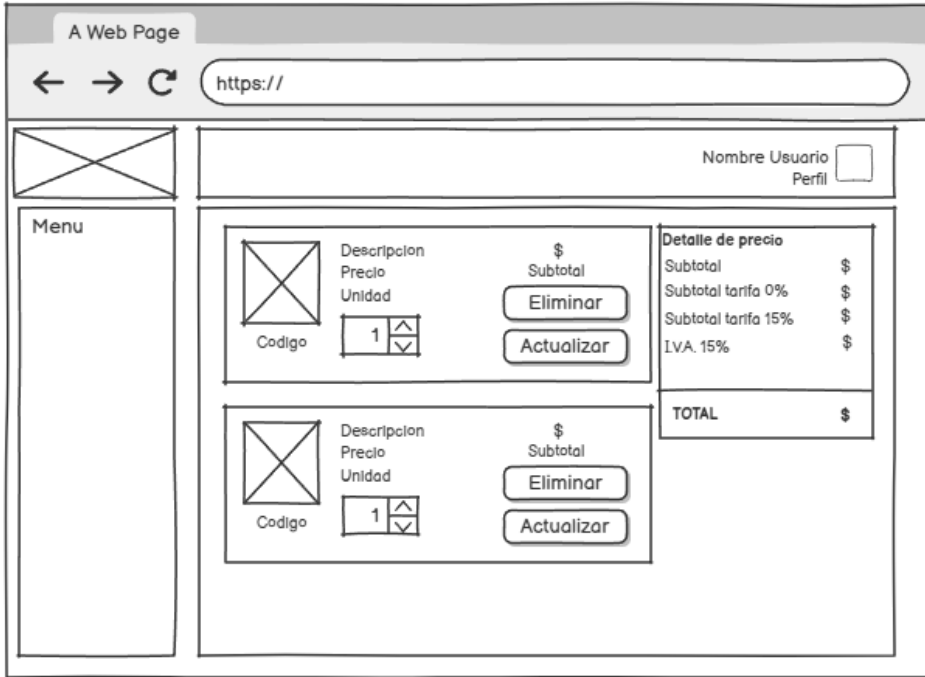 A Web Page
https://
Nombre Usuario
Perfil
Menu
Descripcion
Precio
Unidad
1
Codigo
$
Subtotal
Eliminar
Actualizar
Descripcion
Precio
Unidad
1
Codigo
$
Subtotal
Eliminar
Actualizar
Detalle de precio
Subtotal $
Subtotal tarifa 0% $
Subtotal tarifa 15% $
I.V.A. 15% $
TOTAL $